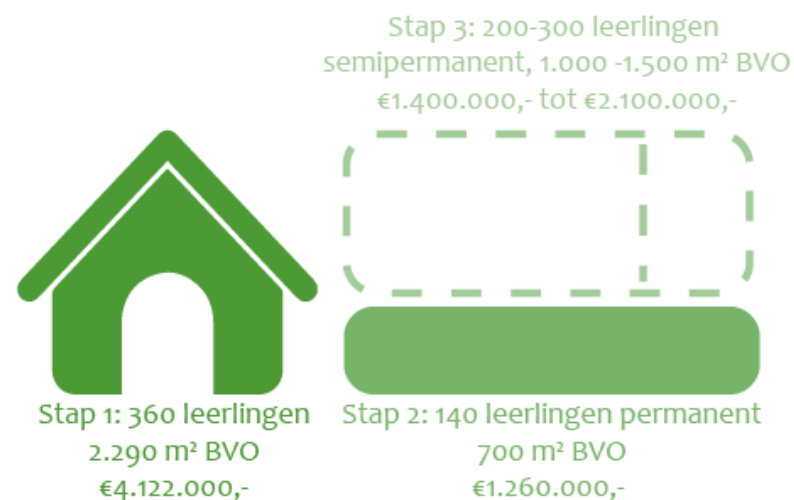 Stap 3: 200-300 leerlingen
semipermanent, 1.000 -1.500 m² BVO
€1.400.000,- tot €2.100.000,-
Stap 1: 360 leerlingen
2.290 m² BVO
€4.122.000,-
Stap 2: 140 leerlingen permanent
700 m² BVO
€1.260.000,-